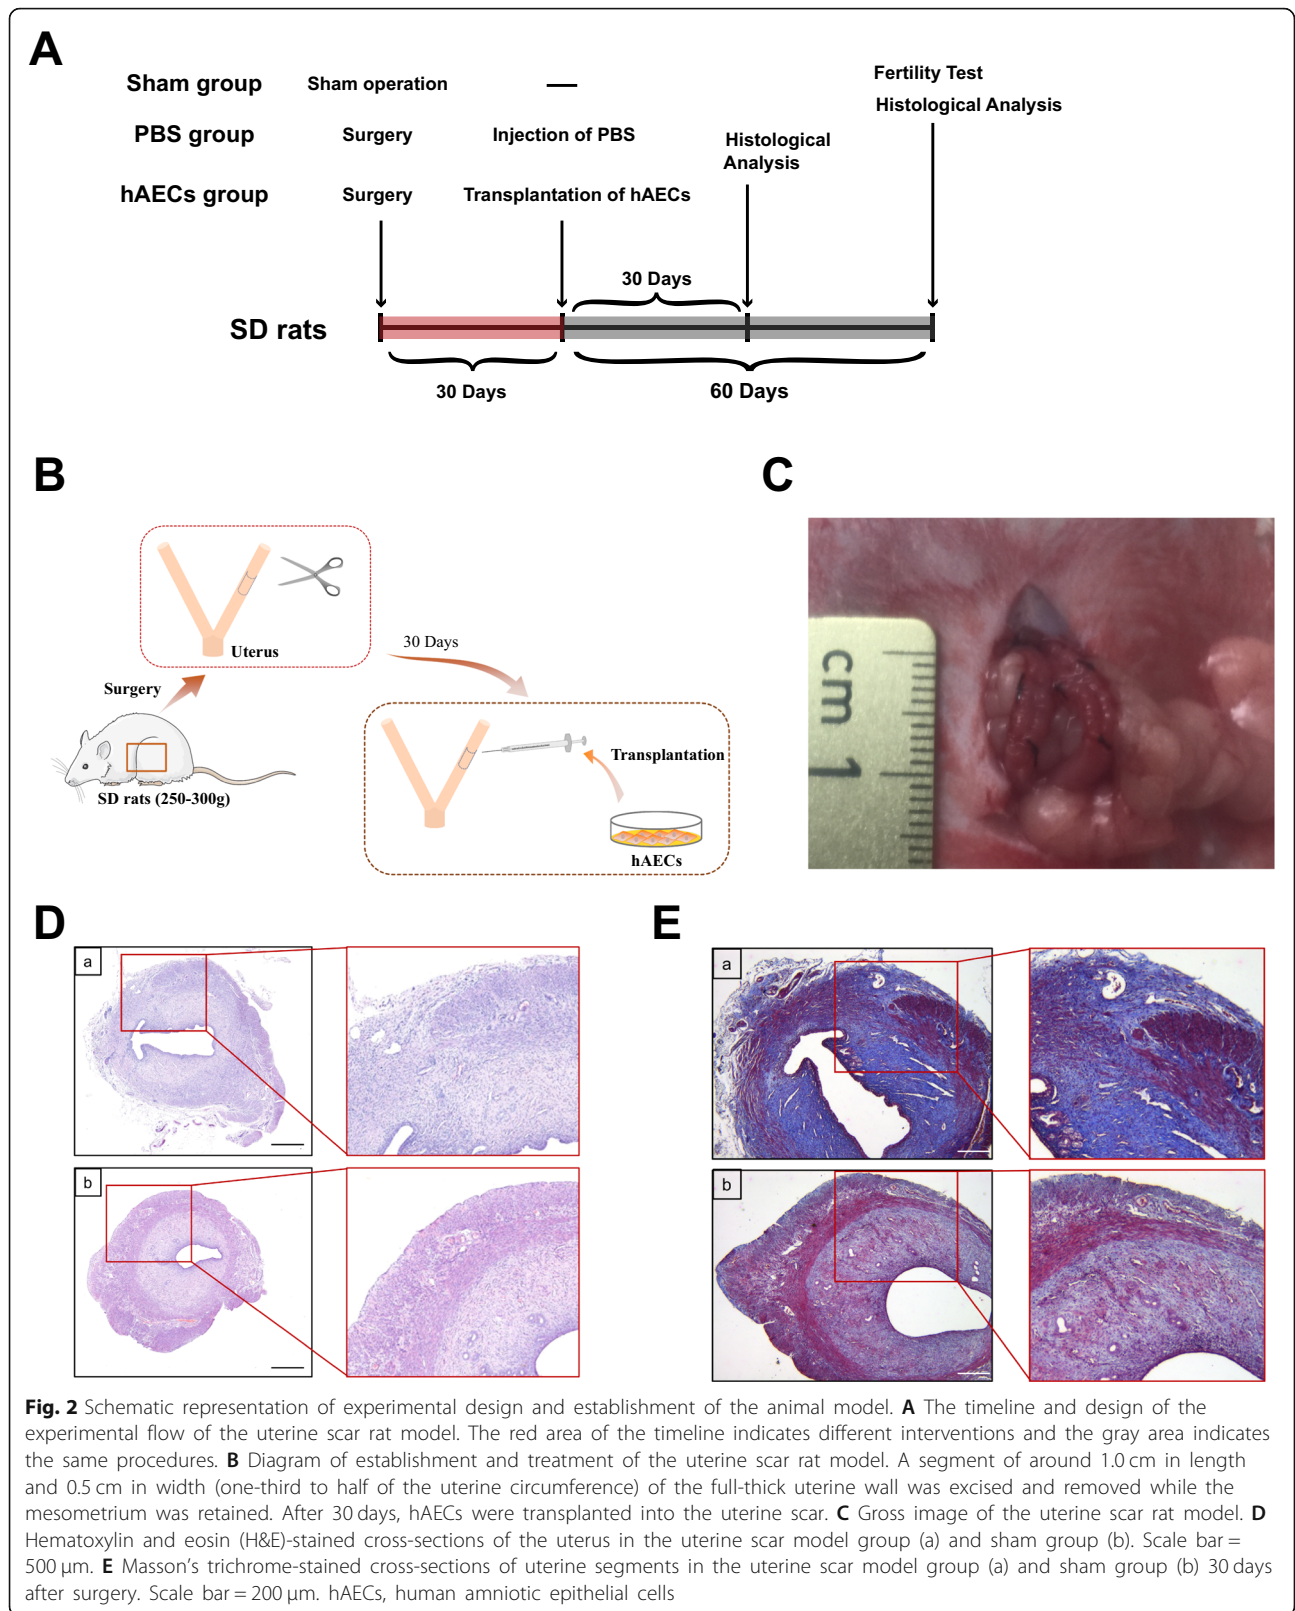 A
Sham group Sham operation —
Fertility Test
Histological Analysis
PBS group Surgery Injection of PBS
Histological
Analysis
hAECs group Surgery Transplantation of hAECs
30 Days
SD rats
30 Days
60 Days
B
Uterus
30 Days
Surgery
SD rats (250-300g)
Transplantation
hAECs
C
cm 1
D
a
b
E
a
b
Fig. 2 Schematic representation of experimental design and establishment of the animal model. A The timeline and design of the
experimental flow of the uterine scar rat model. The red area of the timeline indicates different interventions and the gray area indicates
the same procedures. B Diagram of establishment and treatment of the uterine scar rat model. A segment of around 1.0 cm in length
and 0.5 cm in width (one-third to half of the uterine circumference) of the full-thick uterine wall was excised and removed while the
mesometrium was retained. After 30 days, hAECs were transplanted into the uterine scar. C Gross image of the uterine scar rat model. D
Hematoxylin and eosin (H&E)-stained cross-sections of the uterus in the uterine scar model group (a) and sham group (b). Scale bar =
500 μm. E Masson's trichrome-stained cross-sections of uterine segments in the uterine scar model group (a) and sham group (b) 30 days
after surgery. Scale bar = 200 μm. hAECs, human amniotic epithelial cells